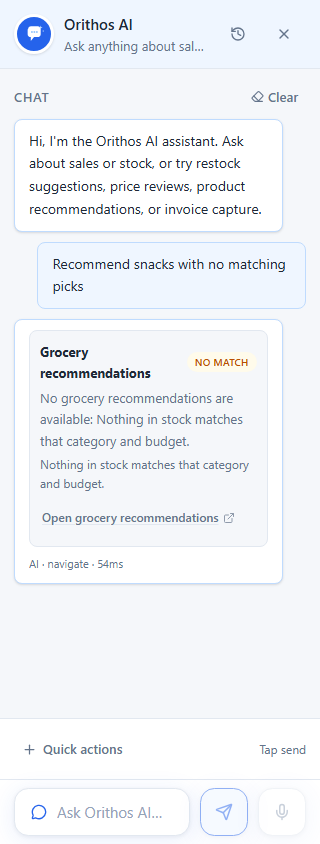 Orithos AI
Ask anything about sal...
CHAT
Clear
Hi, I'm the Orithos AI assistant. Ask
about sales or stock, or try restock
suggestions, price reviews, product
recommendations, or invoice capture.
Recommend snacks with no matching
picks
Grocery
recommendations
NO MATCH
No grocery recommendations are
available: Nothing in stock matches
that category and budget.
Nothing in stock matches that category
and budget.
Open grocery recommendations
AI · navigate · 54ms
Quick actions
Tap send
Ask Orithos AI...